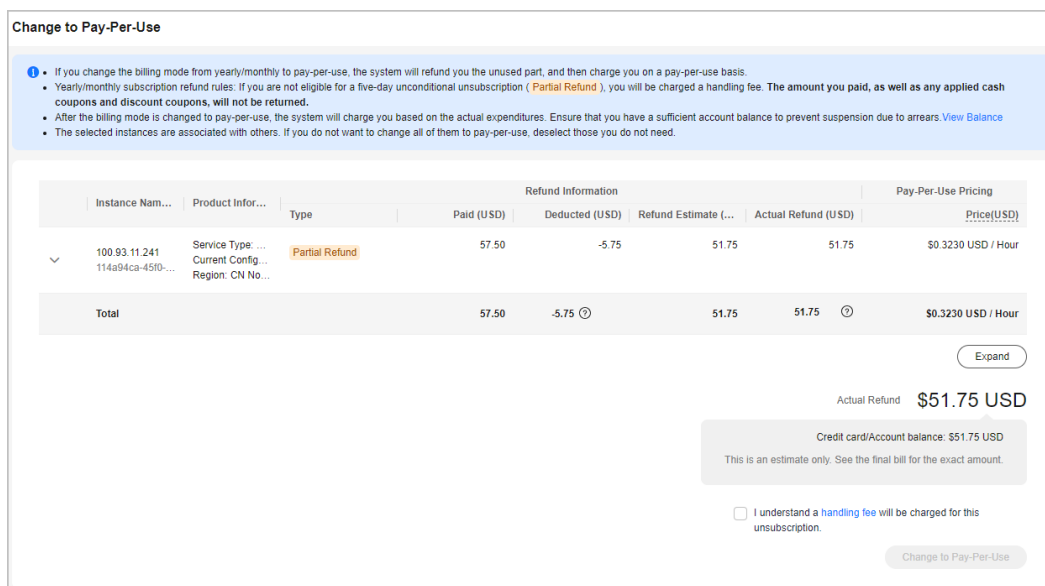 Change to Pay-Per-Use
If you change the billing mode from yearly/monthly to pay-per-use, the system will refund you the unused part, and then charge you on a pay-per-use basis.
Yearly/monthly subscription refund rules: If you are not eligible for a five-day unconditional unsubscription ( Partial Refund ), you will be charged a handling fee. The amount you paid, as well as any applied cash
coupons and discount coupons, will not be returned.
After the billing mode is changed to pay-per-use, the system will charge you based on the actual expenditures. Ensure that you have a sufficient account balance to prevent suspension due to arrears.View Balance
The selected instances are associated with others. If you do not want to change all of them to pay-per-use, deselect those you do not need.
Refund Information Pay-Per-Use Pricing
Instance Nam... Product Infor...
Type Paid (USD) Deducted (USD) Refund Estimate (... Actual Refund (USD) Price(USD)
100.93.11.241 Service Type: ... Partial Refund 57.50 -5.75 51.75 51.75 $0.3230 USD / Hour
114a94ca-45f0-... Current Config...
Region: CN No...
Total 57.50 -5.75 ? 51.75 51.75 ? $0.3230 USD / Hour
Expand
Actual Refund $51.75 USD
Credit card/Account balance: $51.75 USD
This is an estimate only. See the final bill for the exact amount.
I understand a handling fee will be charged for this
unsubscription.
Change to Pay-Per-Use